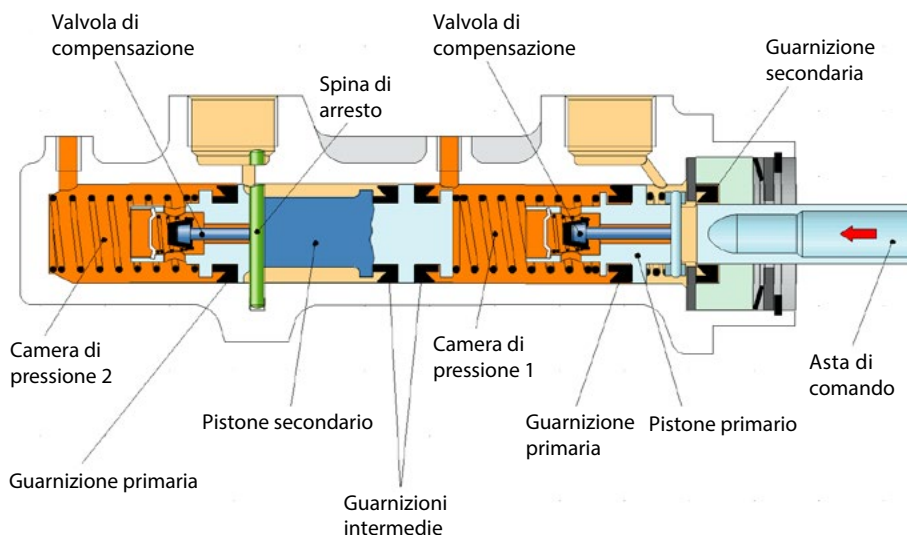 Valvola di
compensazione
Spina di
arresto
Valvola di
compensazione
Guarnizione
secondaria
Camera di
pressione 2
Guarnizione primaria
Pistone secondario
Guarnizioni
intermedie
Camera di
pressione 1
Guarnizione
primaria
Pistone primario
Asta di
comando